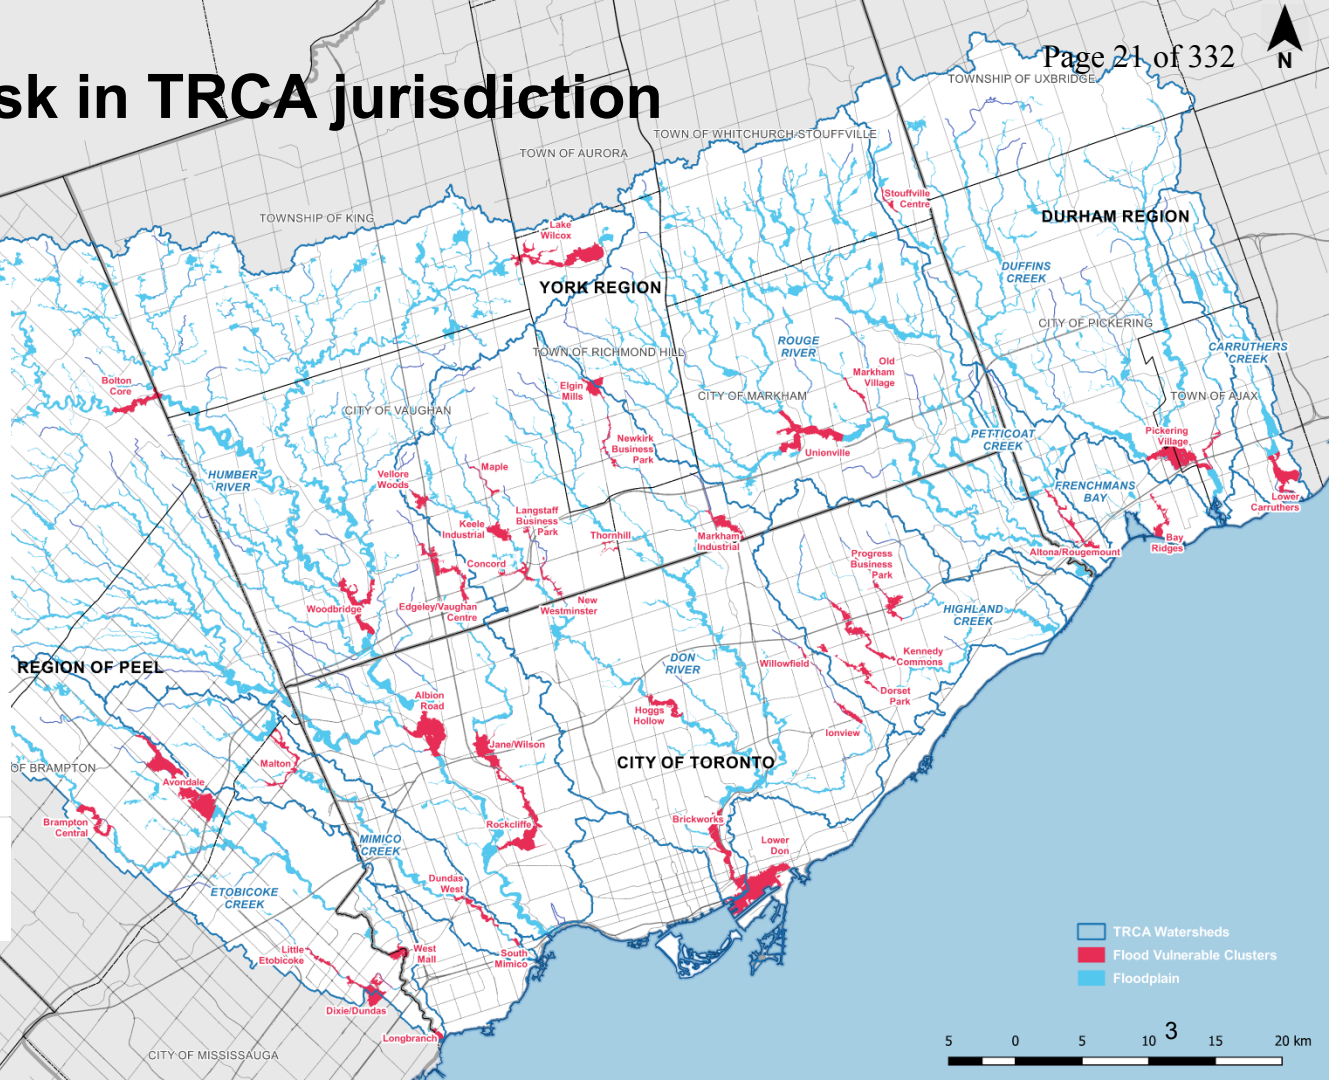 Page 21 of 332
N
sk in TRCA jurisdiction
TOWNSHIP OF UXBRIDGE
TOWN OF WHITCHURCH-STOUFFVILLE
TOWN OF AURORA
TOWNSHIP OF KING
Stouffville
Centre
DURHAM REGION
Lake
Wilcox
YORK REGION
DUFFINS
CREEK
CITY OF PICKERING
ROUGE
RIVER
CARRUTHERS
CREEK
TOWN OF RICHMOND HILL
Old
Markham
Village
Bolton
Core
Elgin
Mills
CITY OF MARKHAM
TOWN OF AJAX
CITY OF VAUGHAN
PETTICOAT
CREEK
Pickering
Village
Newkirk
Business
Park
Unionville
HUMBER
RIVER
Vellore
Woods
Maple
FRENCHMANS
BAY
Lower
Carruthers
Langstaff
Business
Park
Keele
Industrial
Thornhill
Markham
Industrial
Bay
Ridges
Altona/Rougemount
Progress
Business
Park
Concord
Woodbridge
Edgeley/Vaughan
Centre
New
Westminster
HIGHLAND
CREEK
REGION OF PEEL
DON
RIVER
Willowfield
Kennedy
Commons
Dorset
Park
Albion
Road
Hoggs
Hollow
Ionview
Jane/Wilson
CITY OF TORONTO
OF BRAMPTON
Malton
Avondale
Brampton
Central
Rockcliffe
Brickworks
MIMICO
CREEK
Lower
Don
ETOBICOKE
CREEK
Dundas
West
Little
Etobicoke
West
Mall
South
Mimico
Dixie/Dundas
Longbranch
CITY OF MISSISSAUGA
TRCA Watersheds
Flood Vulnerable Clusters
Floodplain
3
5 0 5 10 15 20 km